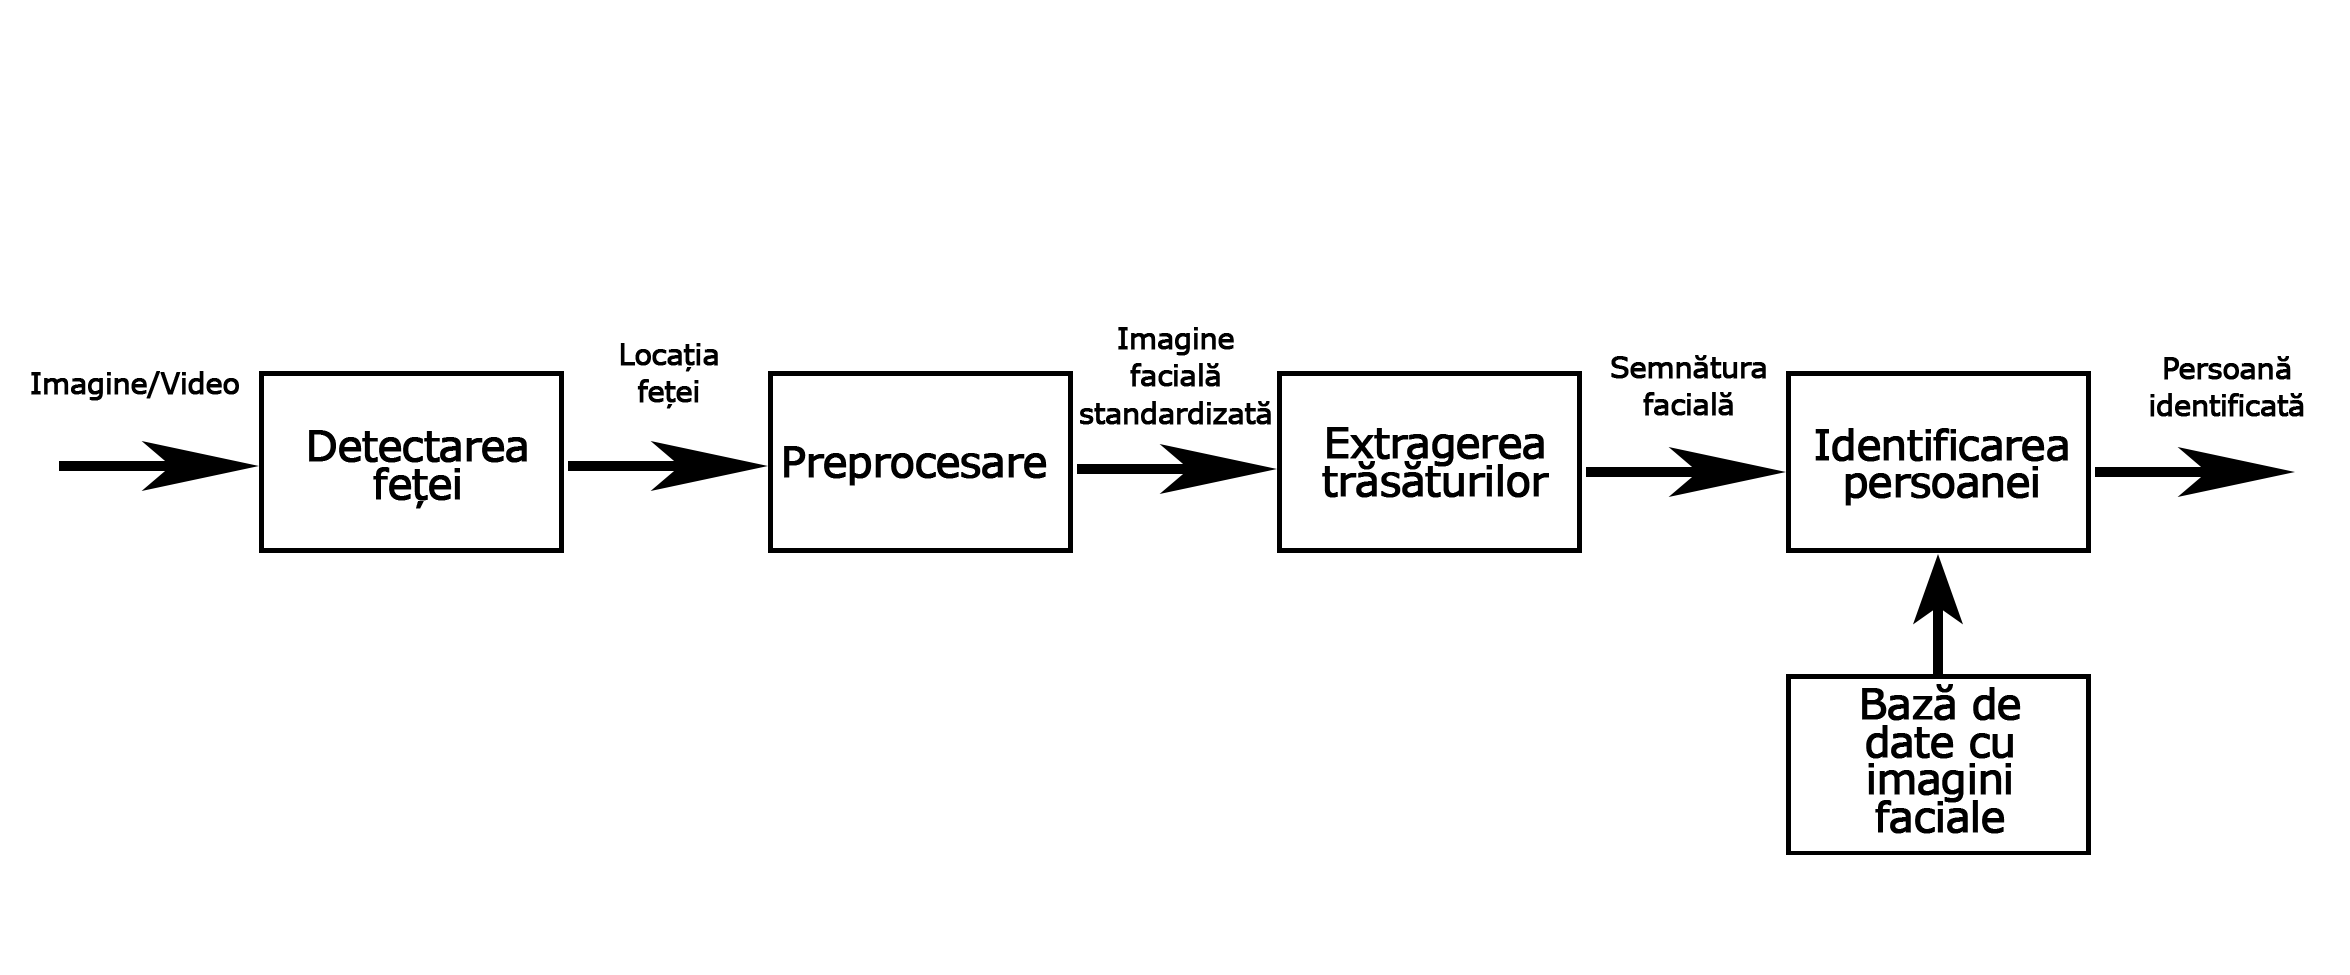 Imagine/Video
Detectarea
feței
Locația
feței
Preprocesare
Imagine
facială
standardizată
Extragerea
trăsăturilor
Semnătura
facială
Identificarea
persoanei
Persoană
identificată
Bază de
date cu
imagini
faciale